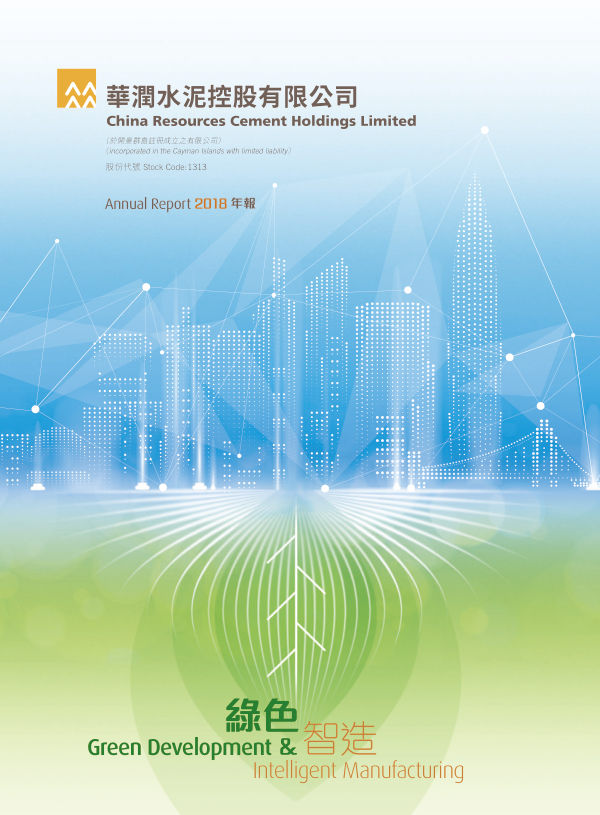 華潤水泥控股有限公司
China Resources Cement Holdings Limited
（於開曼群島註冊成立之有限公司）
(Incorporated in the Cayman Islands with limited liability)
股份代號 Stock Code:1313
Annual Report 2018 年報
綠色
Green Development & 智造
Intelligent Manufacturing